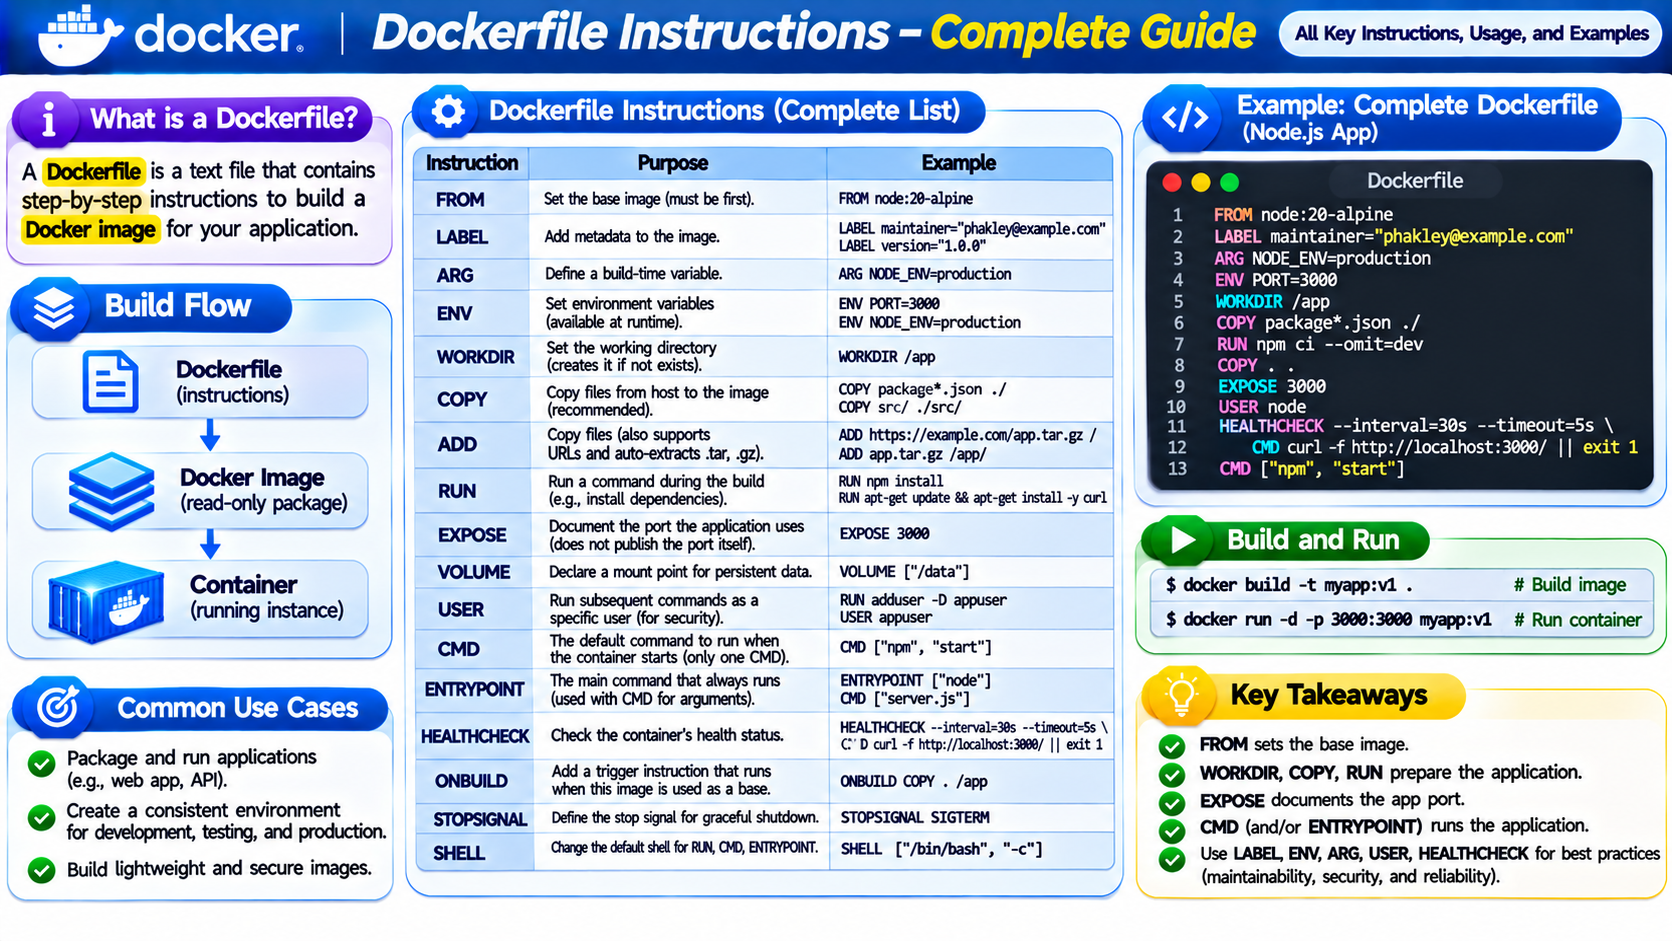 docker.
Dockerfile Instructions – Complete Guide
All Key Instructions, Usage, and Examples
What is a Dockerfile?
A Dockerfile is a text file that contains
step-by-step instructions to build a
Docker image for your application.
Build Flow
Dockerfile
(instructions)
Docker Image
(read-only package)
Container
(running instance)
Common Use Cases
Package and run applications
(e.g., web app, API).
Create a consistent environment
for development, testing, and production.
Build lightweight and secure images.
Dockerfile Instructions (Complete List)
Instruction Purpose Example
FROM Set the base image (must be first). FROM node:20-alpine
LABEL Add metadata to the image. LABEL maintainer="phakley@example.com"
LABEL version="1.0.0"
ARG Define a build-time variable. ARG NODE_ENV=production
ENV Set environment variables ENV PORT=3000
(available at runtime). ENV NODE_ENV=production
WORKDIR Set the working directory WORKDIR /app
(creates it if not exists).
COPY Copy files from host to the image COPY package*.json ./
(recommended). COPY src/ ./src/
ADD Copy files (also supports ADD https://example.com/app.tar.gz /
URLs and auto-extracts .tar, .gz). ADD app.tar.gz /app/
RUN Run a command during the build RUN npm install
(e.g., install dependencies). RUN apt-get update && apt-get install -y curl
EXPOSE Document the port the application uses EXPOSE 3000
(does not publish the port itself).
VOLUME Declare a mount point for persistent data. VOLUME ["/data"]
USER Run subsequent commands as a RUN adduser -D appuser
specific user (for security). USER appuser
CMD The default command to run when CMD ["npm", "start"]
the container starts (only one CMD).
ENTRYPOINT The main command that always runs ENTRYPOINT ["node"]
(used with CMD for arguments). CMD ["server.js"]
HEALTHCHECK Check the container's health status. HEALTHCHECK --interval=30s --timeout=5s \
curl -f http://localhost:3000/ || exit 1
ONBUILD Add a trigger instruction that runs ONBUILD COPY . /app
when this image is used as a base.
STOPSIGNAL Define the stop signal for graceful shutdown. STOPSIGNAL SIGTERM
SHELL Change the default shell for RUN, CMD, ENTRYPOINT. SHELL ["/bin/bash", "-c"]
</> Example: Complete Dockerfile
(Node.js App)
Dockerfile
1 FROM node:20-alpine
2 LABEL maintainer="phakley@example.com"
3 ARG NODE_ENV=production
4 ENV PORT=3000
5 WORKDIR /app
6 COPY package*.json ./
7 RUN npm ci --omit=dev
8 COPY . .
9 EXPOSE 3000
10 USER node
11 HEALTHCHECK --interval=30s --timeout=5s \
12 CMD curl -f http://localhost:3000/ || exit 1
13 CMD ["npm", "start"]
Build and Run
$ docker build -t myapp:v1 . # Build image
$ docker run -d -p 3000:3000 myapp:v1 # Run container
Key Takeaways
FROM sets the base image.
WORKDIR, COPY, RUN prepare the application.
EXPOSE documents the app port.
CMD (and/or ENTRYPOINT) runs the application.
Use LABEL, ENV, ARG, USER, HEALTHCHECK for best practices
(maintainability, security, and reliability).